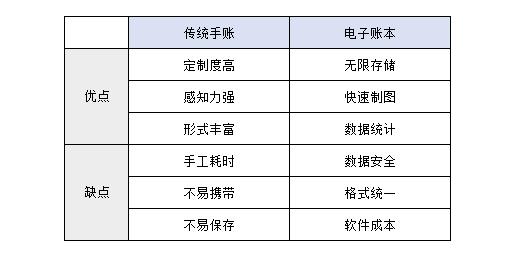 传统手账 电子账本
优点
定制度高 无限存储
感知力强 快速制图
形式丰富 数据统计
缺点
手工耗时 数据安全
不易携带 格式统一
不易保存 软件成本